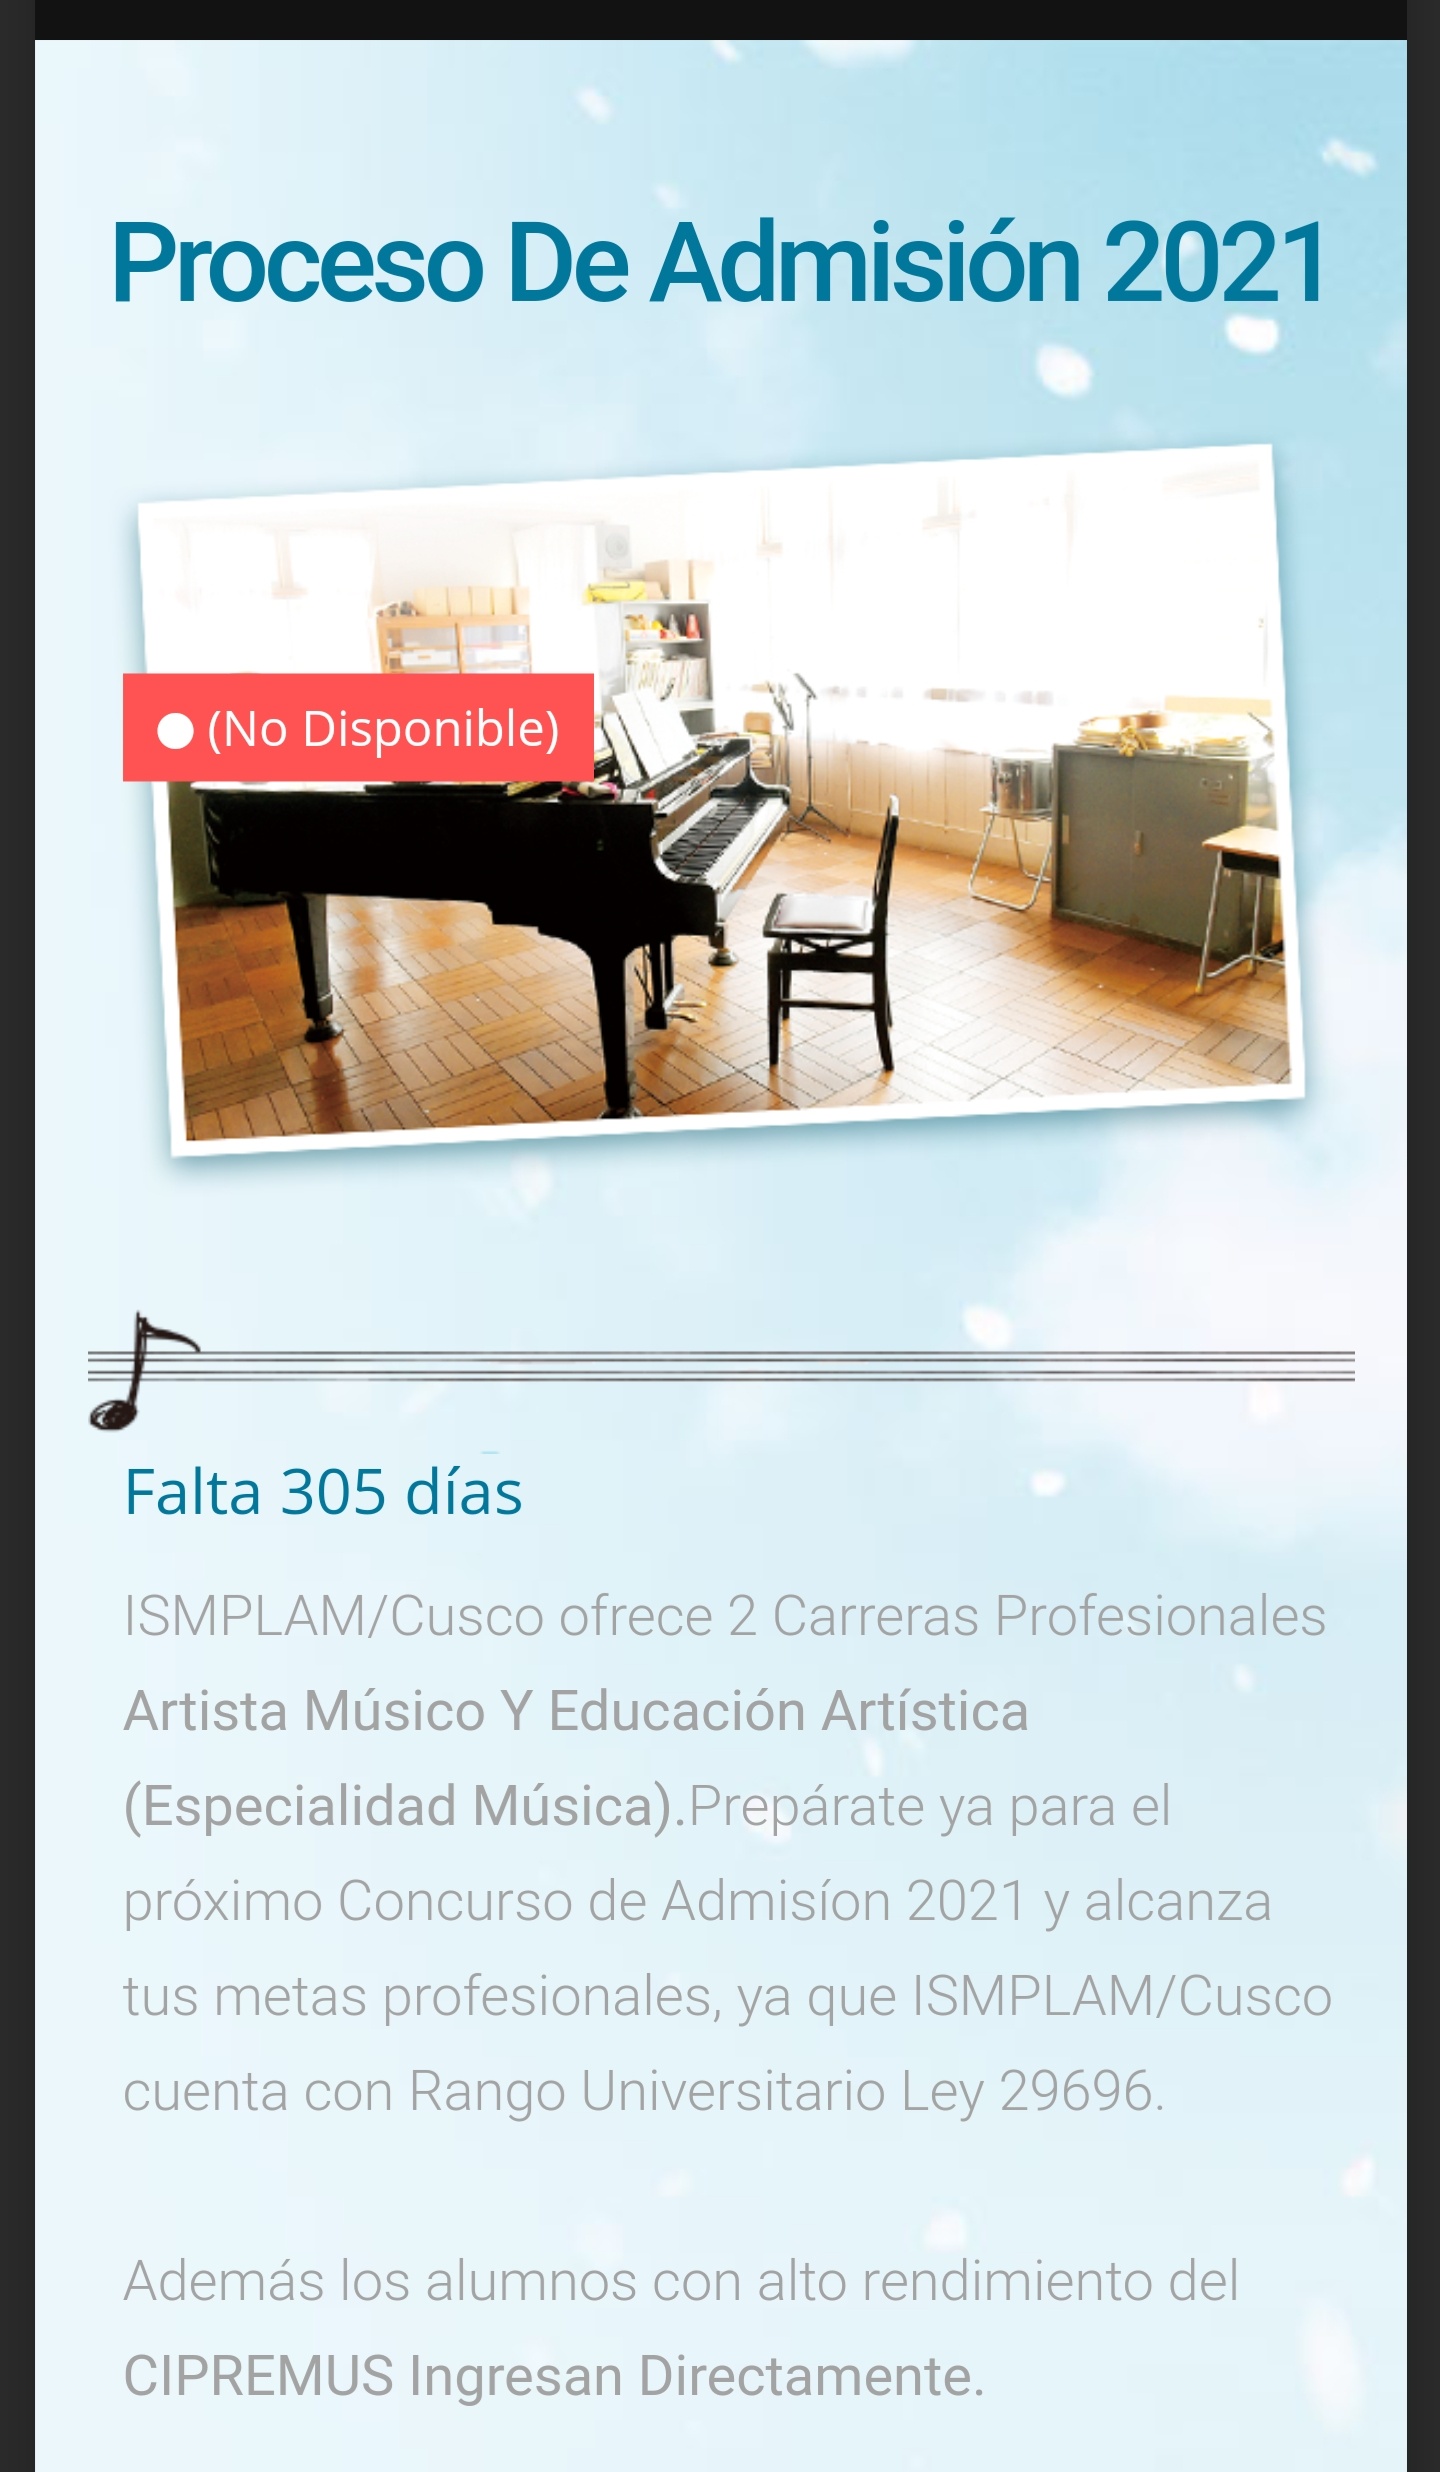 Proceso De Admisión 2021
(No Disponible)
Falta 305 días
ISMPLAM/Cusco ofrece 2 Carreras Profesionales
Artista Músico Y Educación Artística
(Especialidad Música).Prepárate ya para el
próximo Concurso de Admisíon 2021 y alcanza
tus metas profesionales, ya que ISMPLAM/Cusco
cuenta con Rango Universitario Ley 29696.
Además los alumnos con alto rendimiento del
CIPREMUS Ingresan Directamente.